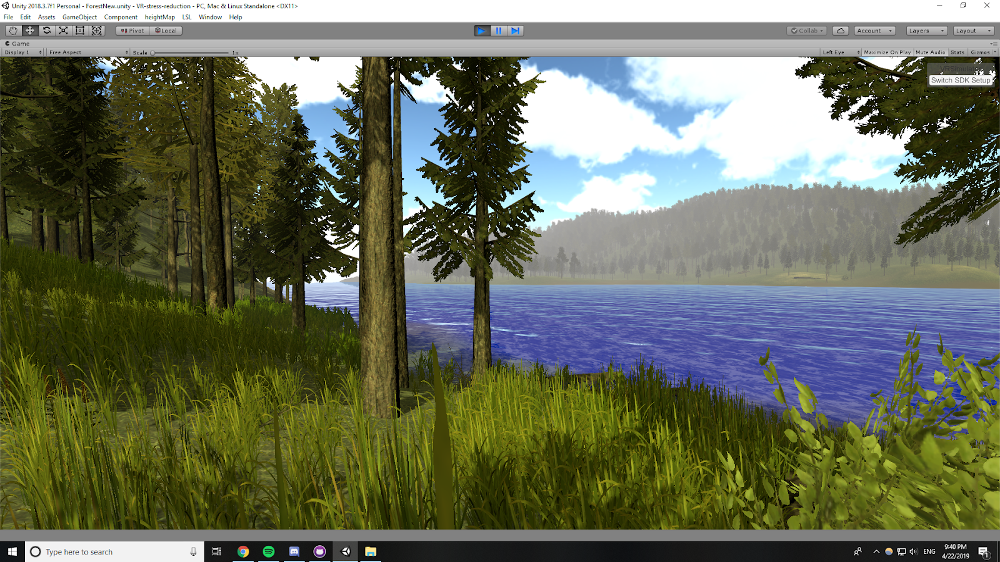 Unity 2018.3.7f1 Personal - ForestNew.unity - VR-stress-reduction - PC, Mac & Linux Standalone <DX11>
File Edit Assets GameObject Component heightMap LSL Window Help
Pivot Local Collab Account Layers Layout
Game
Display 1 Free Aspect Scale 1x Left Eye Maximize On Play Mute Audio Stats Gizmos
Switch SDK Setup
Type here to search
ENG
9:40 PM
4/22/2019
1